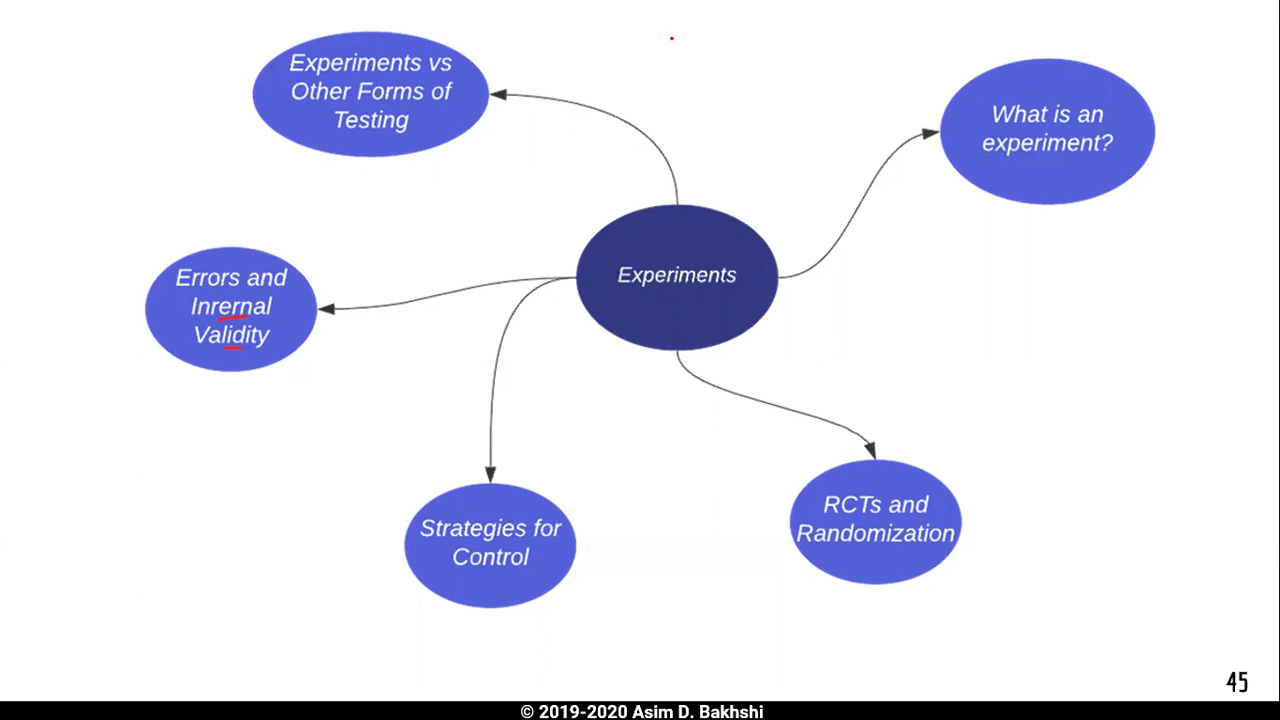 Experiments vs
Other Forms of
Testing
What is an
experiment?
Experiments
Errors and
Inrernal
Validity
Strategies for
Control
RCTs and
Randomization
45
© 2019-2020 Asim D. Bakhshi